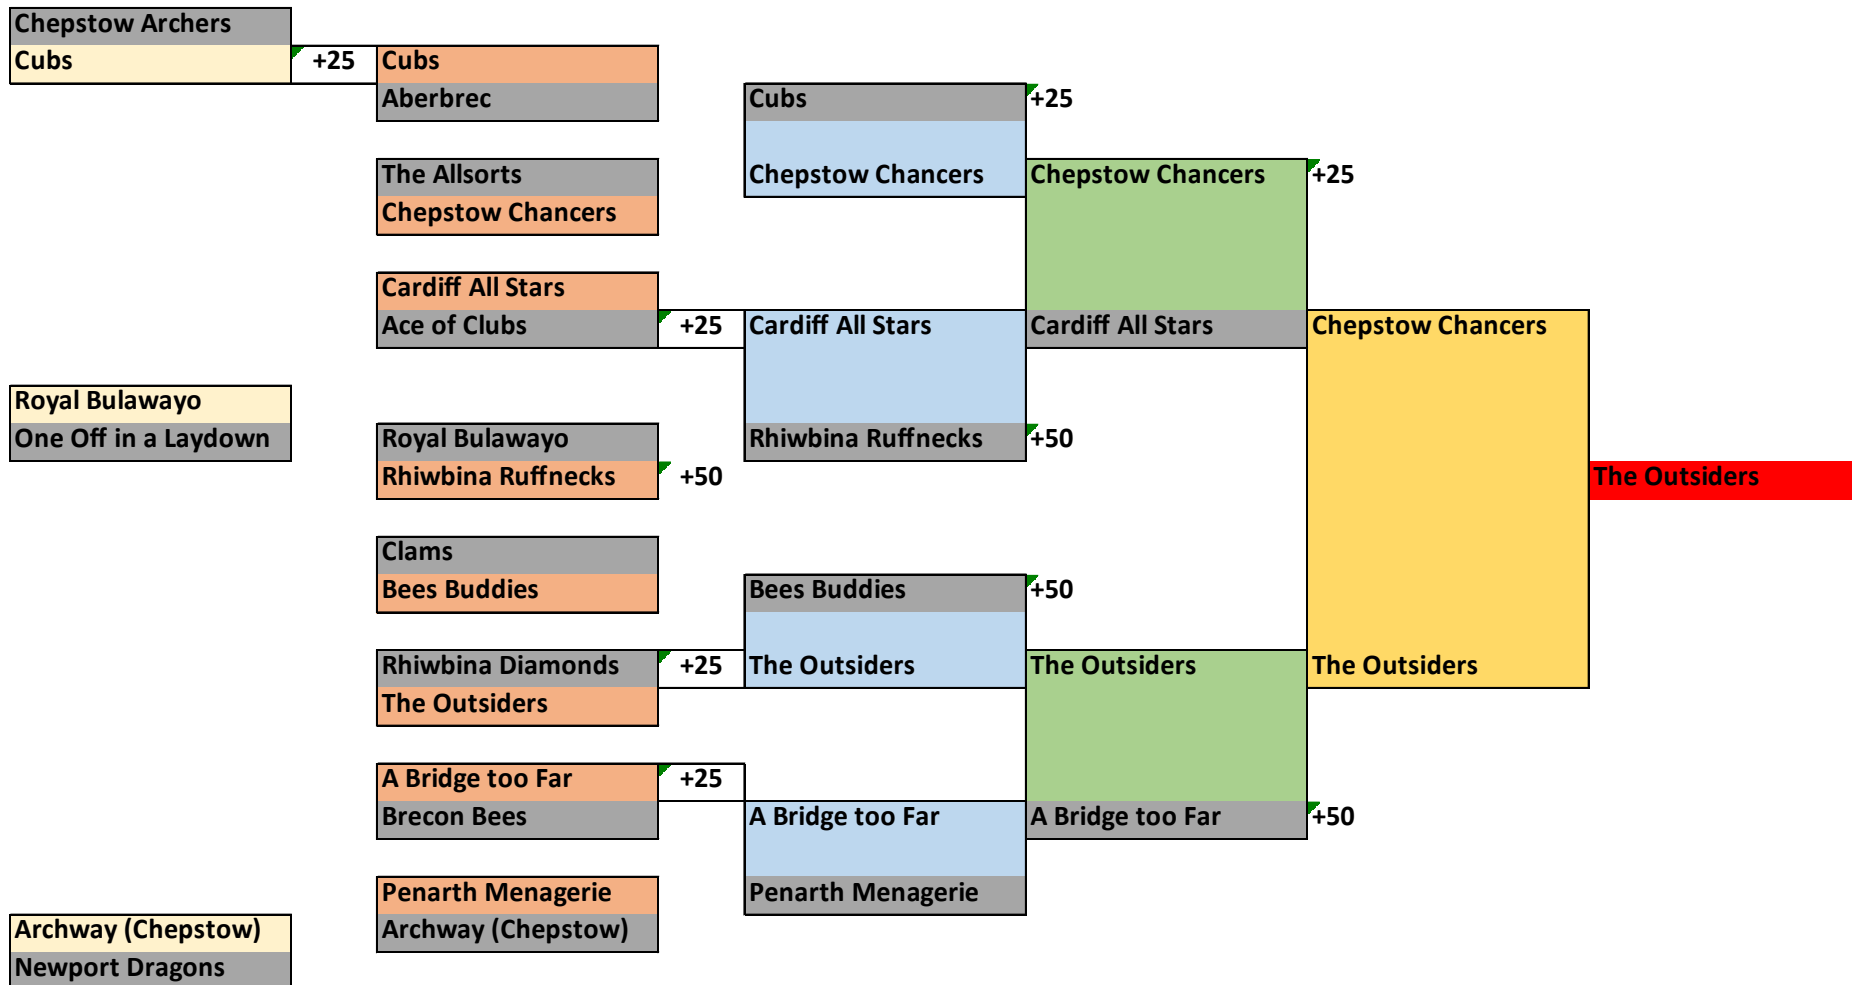 Chepstow Archers
Cubs +25 Cubs
Aberbrec Cubs +25
The Allsorts Chepstow Chancers Chepstow Chancers +25
Chepstow Chancers
Cardiff All Stars
Ace of Clubs +25 Cardiff All Stars Cardiff All Stars Chepstow Chancers
Royal Bulawayo
One Off in a Laydown Royal Bulawayo Rhiwbina Ruffnecks +50
Rhiwbina Ruffnecks +50 The Outsiders
Clams
Bees Buddies Bees Buddies +50
Rhiwbina Diamonds +25 The Outsiders The Outsiders The Outsiders
The Outsiders
A Bridge too Far +25
Brecon Bees A Bridge too Far A Bridge too Far +50
Penarth Menagerie Penarth Menagerie
Archway (Chepstow) Archway (Chepstow)
Newport Dragons